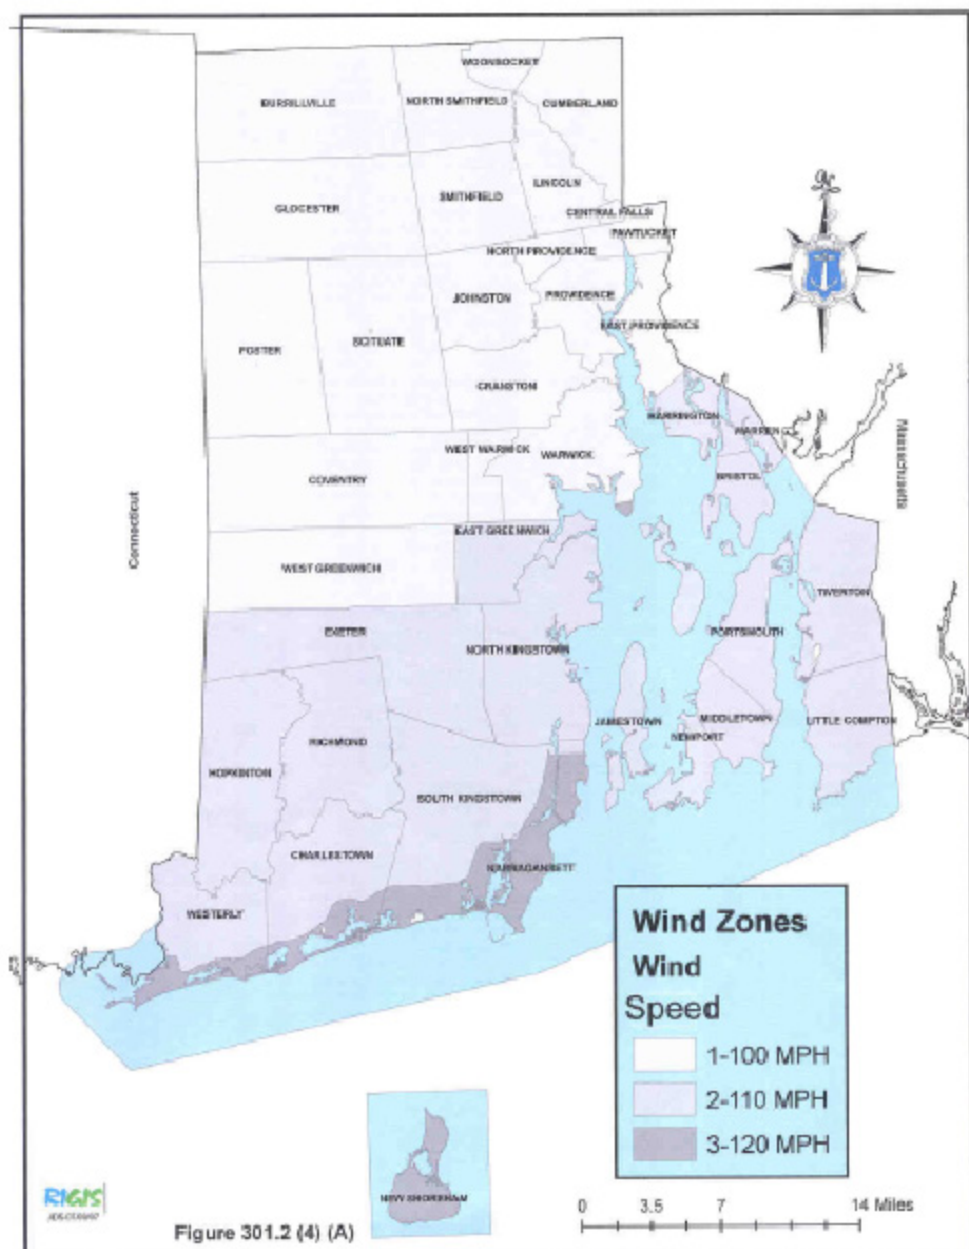 WOONSOCKET
BURRILLVILLE
NORTH SMITHFIELD
CUMBERLAND
LINCOLN
SMITHFIELD
GLOCESTER
CENTRAL FALLS
PAWTUCKET
NORTH PROVIDENCE
JOHNSTON
PROVIDENCE
EAST PROVIDENCE
SCITUATE
FOSTER
CRANSTON
BARRINGTON
WARREN
WEST WARWICK
WARWICK
BRISTOL
COVENTRY
Massachusetts
Connecticut
EAST GREENWICH
WEST GREENWICH
TIVERTON
EXETER
PORTSMOUTH
NORTH KINGSTOWN
JAMESTOWN
MIDDLETOWN
LITTLE COMPTON
NEWPORT
RICHMOND
HOPKINTON
SOUTH KINGSTOWN
CHARLESTOWN
NARRAGANSETT
WESTERLY
Wind Zones
Wind
Speed
1-100 MPH
2-110 MPH
3-120 MPH
NEW SHOREHAM
RIGIS
0 3.5 7 14 Miles
Figure 301.2 (4) (A)